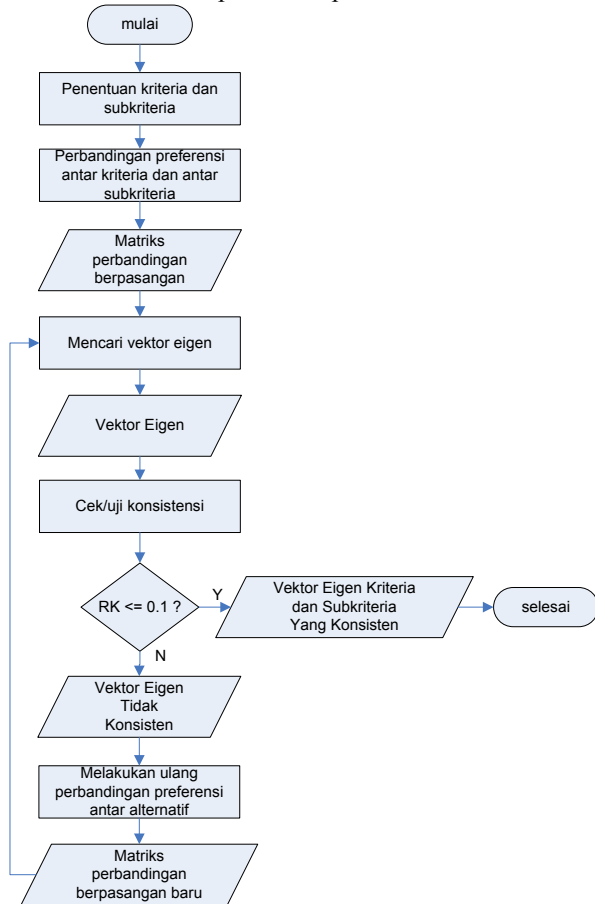 mulai
Penentuan kriteria dan
subkriteria
Perbandingan preferensi
antar kriteria dan antar
subkriteria
Matriks
perbandingan
berpasangan
Mencari vektor eigen
Vektor Eigen
Cek/uji konsistensi
RK <= 0.1 ?
Y
Vektor Eigen Kriteria
dan Subkriteria
Yang Konsisten
selesai
N
Vektor Eigen
Tidak
Konsisten
Melakukan ulang
perbandingan preferensi
antar alternatif
Matriks
perbandingan
berpasangan baru